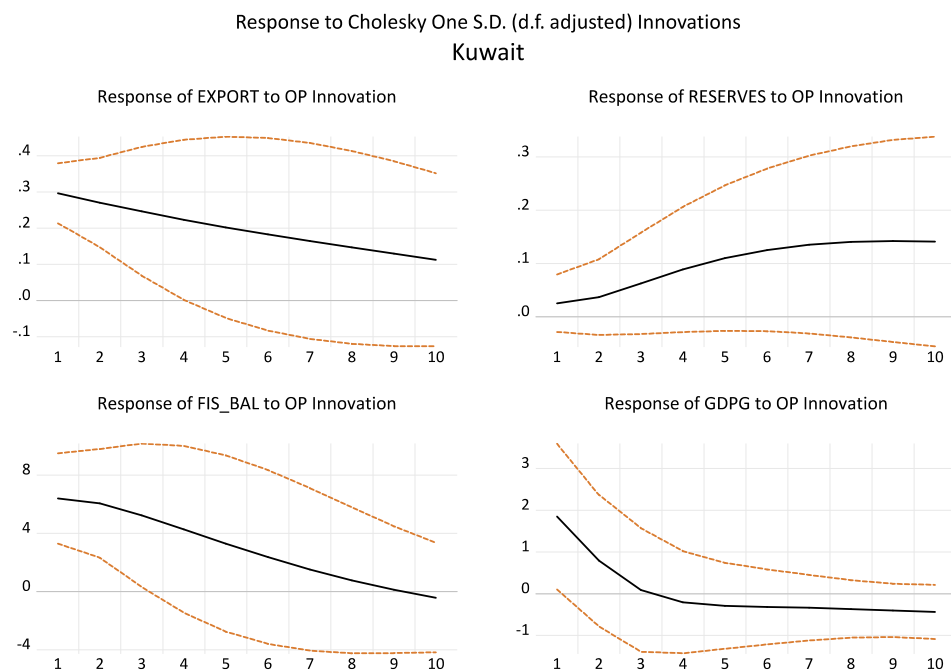 Response to Cholesky One S.D. (d.f. adjusted) Innovations
Kuwait
Response of EXPORT to OP Innovation
.4
.3
.2
.1
.0
-.1
1 2 3 4 5 6 7 8 9 10
Response of RESERVES to OP Innovation
.3
.2
.1
.0
1 2 3 4 5 6 7 8 9 10
Response of FIS_BAL to OP Innovation
8
4
0
-4
1 2 3 4 5 6 7 8 9 10
Response of GDPG to OP Innovation
3
2
1
0
-1
1 2 3 4 5 6 7 8 9 10